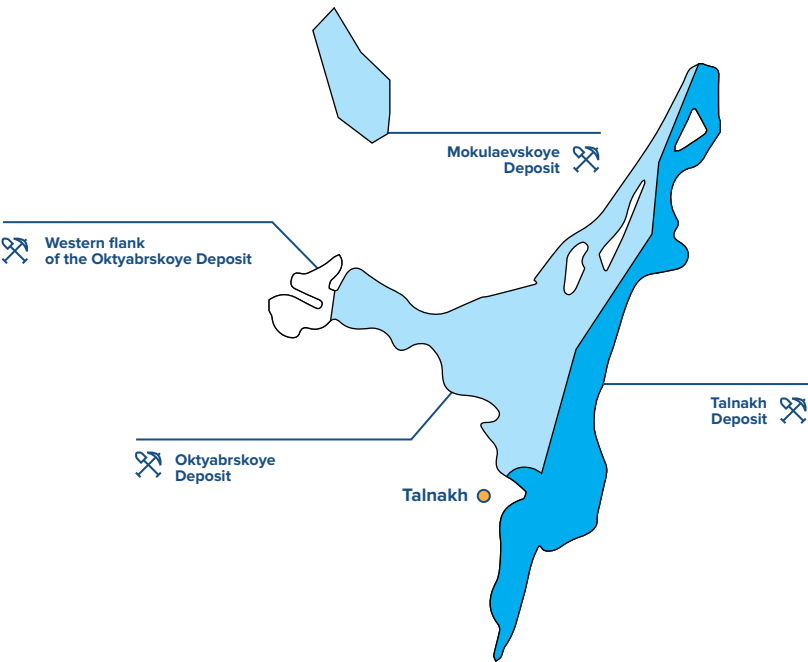 Mokulaevskoye
Deposit
Western flank
of the Oktyabrskoye Deposit
Talnakh
Deposit
Oktyabrskoye
Deposit
Talnakh